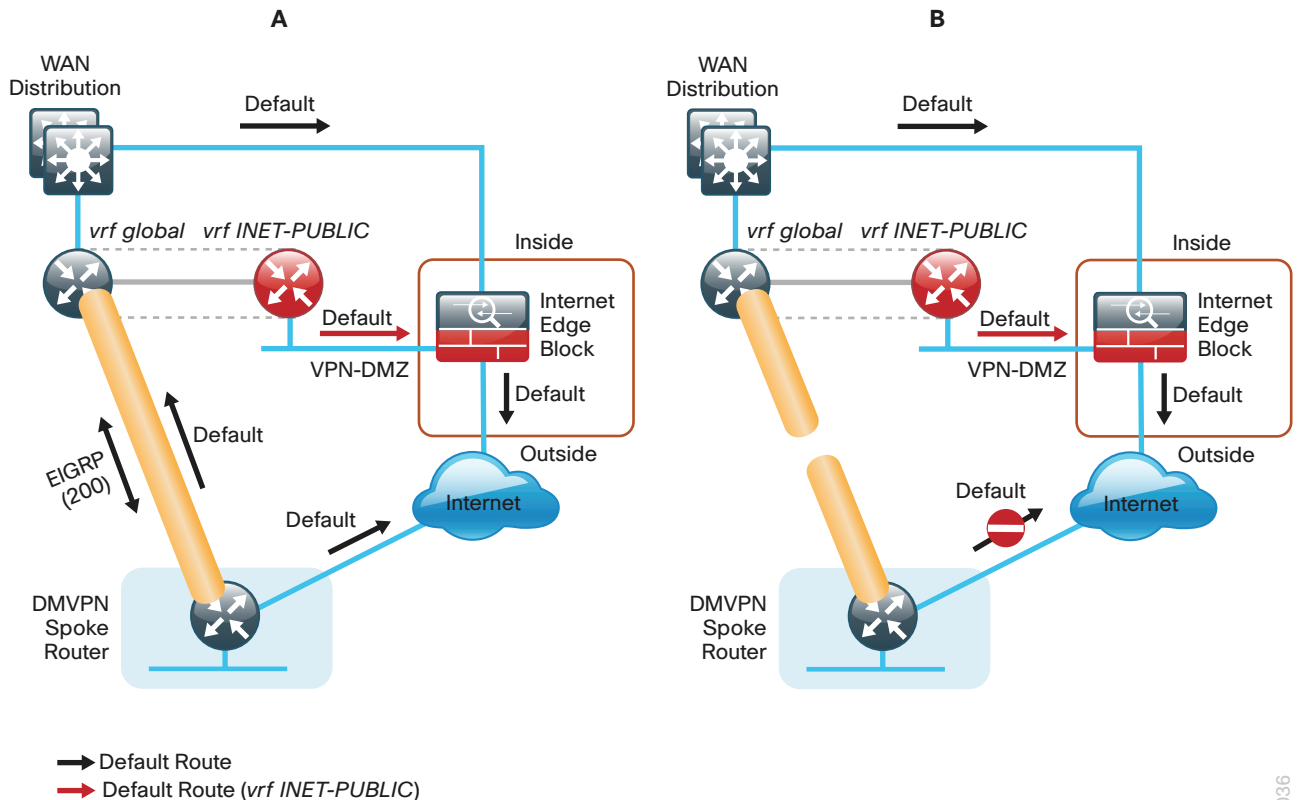 A
WAN
Distribution
Default
vrf global
vrf INET-PUBLIC
Inside
Internet
Edge
Block
Default
VPN-DMZ
Default
Outside
Default
EIGRP
(200)
Internet
Default
DMVPN
Spoke
Router
B
WAN
Distribution
Default
vrf global
vrf INET-PUBLIC
Inside
Internet
Edge
Block
Default
VPN-DMZ
Default
Outside
Default
Internet
DMVPN
Spoke
Router
Default Route
Default Route (vrf INET-PUBLIC)
036